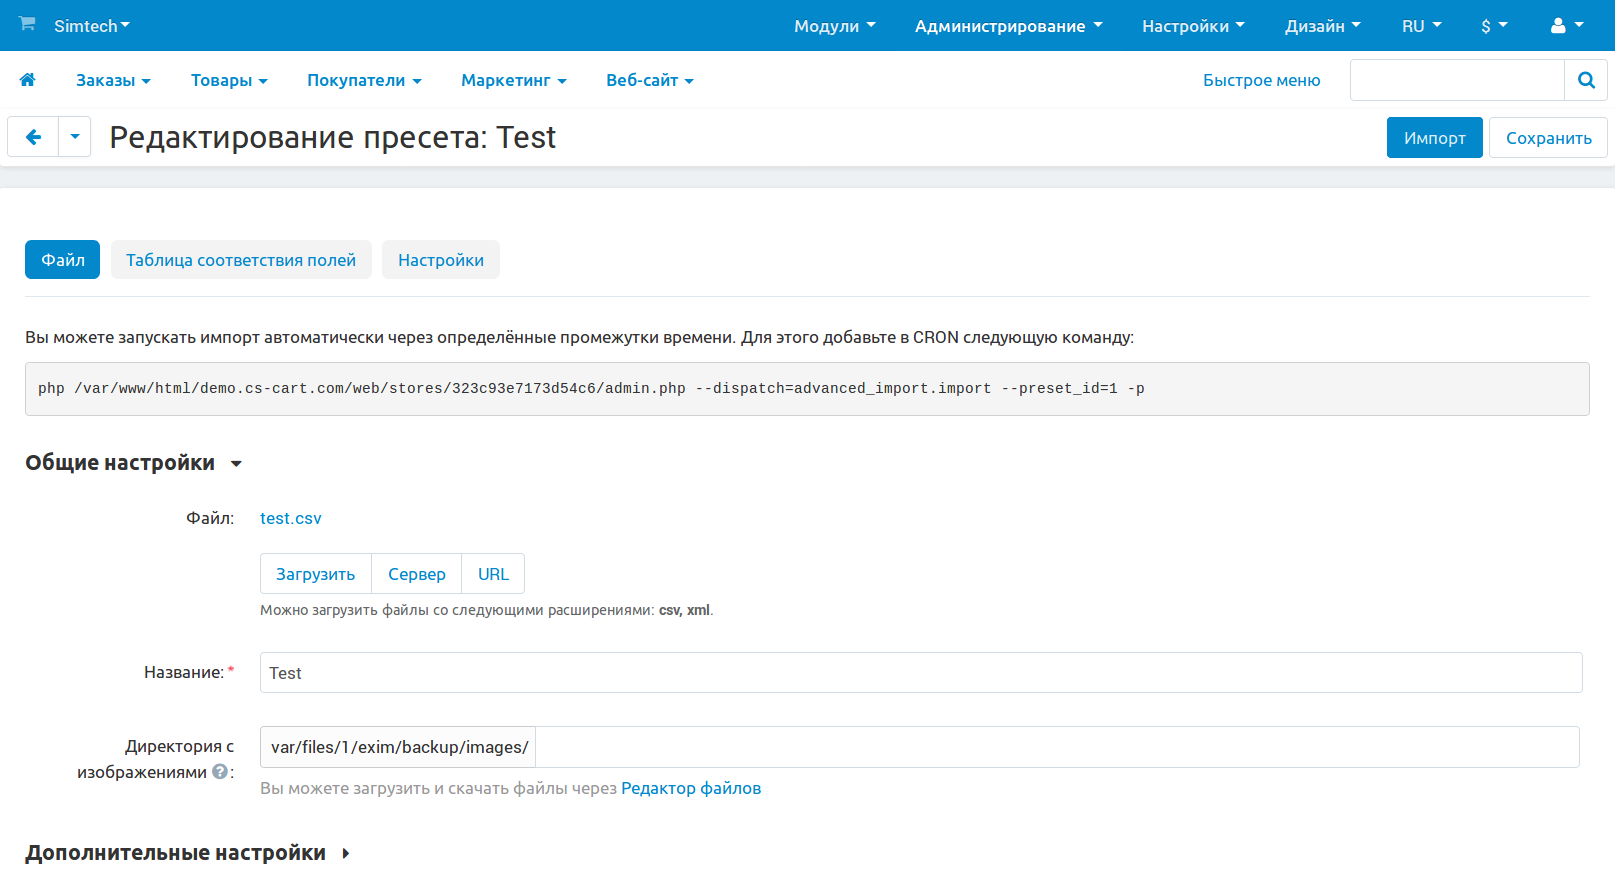 Simtech Модули Администрирование Настройки Дизайн RU $
Заказы Товары Покупатели Маркетинг Веб-сайт Быстрое меню
Редактирование пресета: Test Импорт Сохранить
Файл Таблица соответствия полей Настройки
Вы можете запускать импорт автоматически через определённые промежутки времени. Для этого добавьте в CRON следующую команду:
php /var/www/html/demo.cs-cart.com/web/stores/323c93e7173d54c6/admin.php --dispatch=advanced_import.import --preset_id=1 -p
Общие настройки
Файл: test.csv
Загрузить Сервер URL
Можно загрузить файлы со следующими расширениями: csv, xml.
Название: * Test
Директория с
изображениями ? :
var/files/1/exim/backup/images/
Вы можете загрузить и скачать файлы через Редактор файлов
Дополнительные настройки